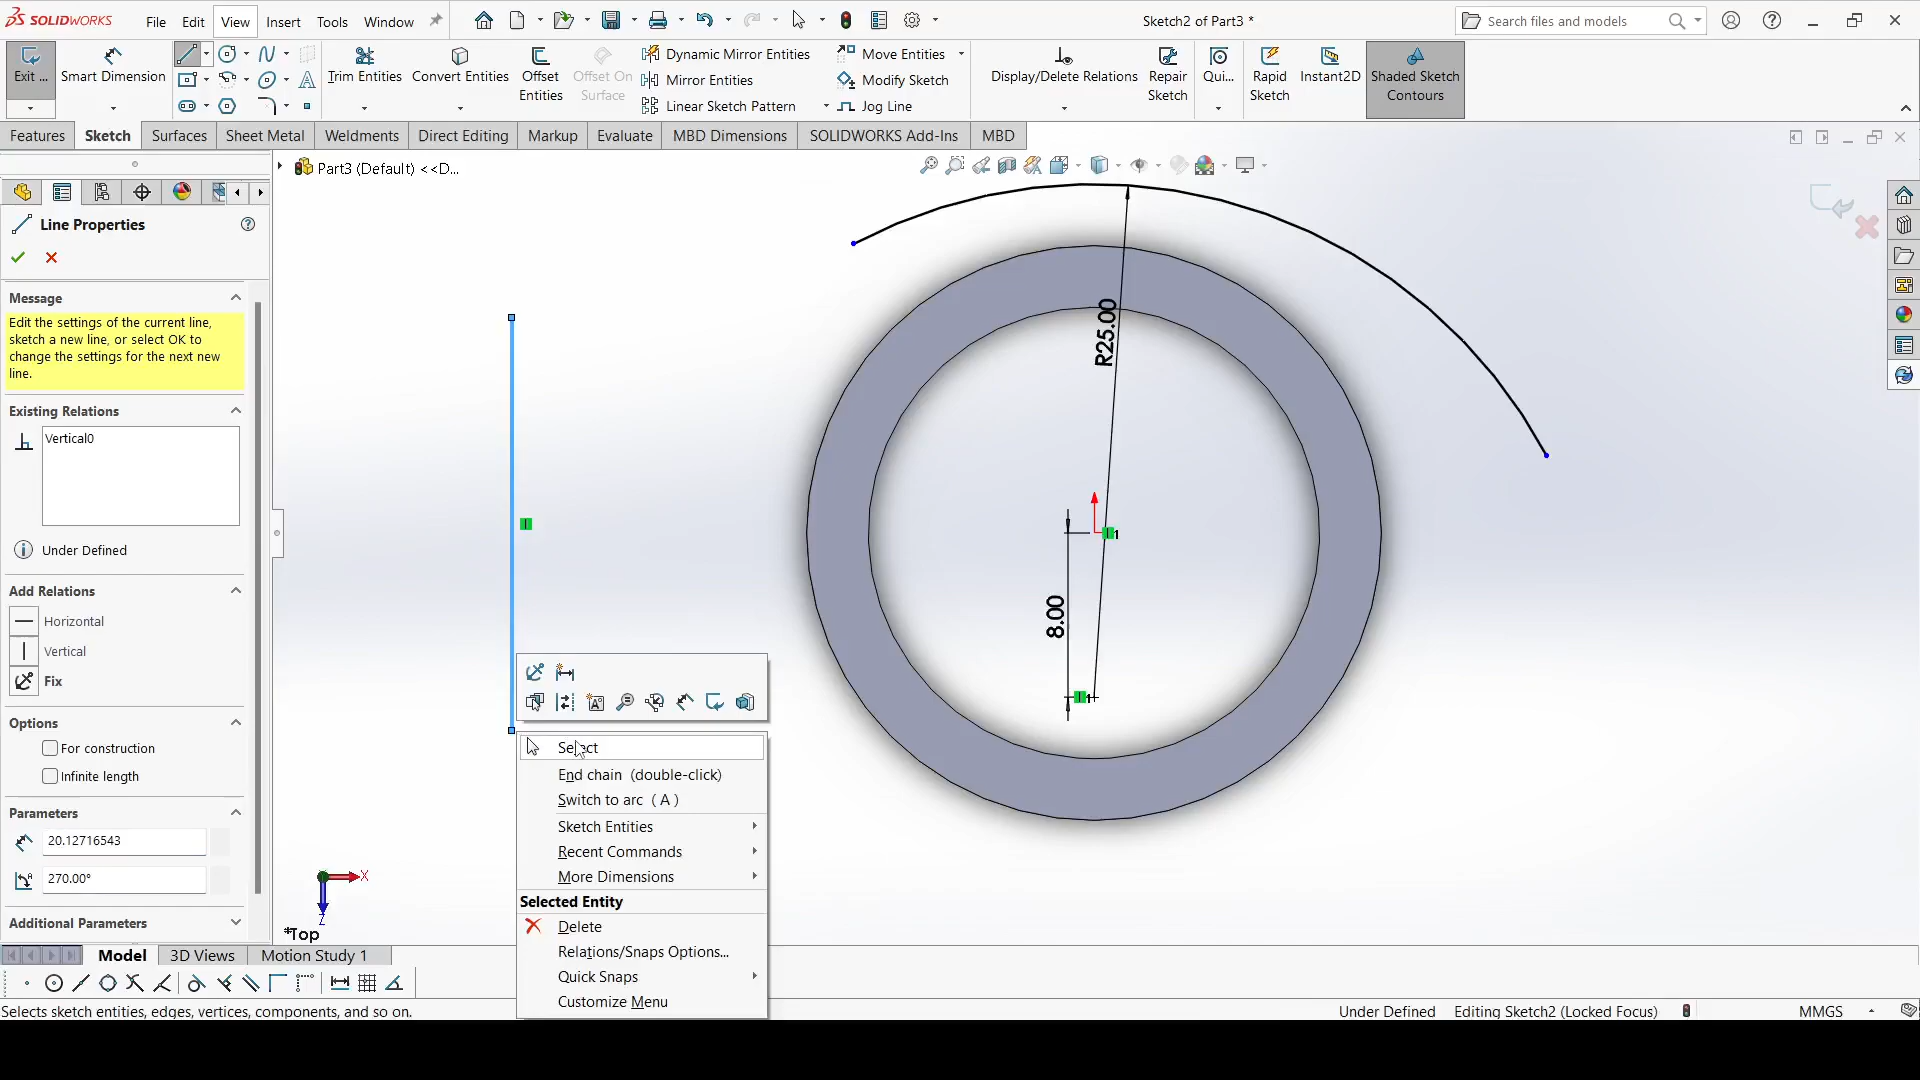 SOLIDWORKS
File
Edit
View
Insert
Tools
Window
Sketch2 of Part3 *
Search files and models
Exit ...
Smart Dimension
Trim Entities
Convert Entities
Offset
Entities
Offset On
Surface
Dynamic Mirror Entities
Mirror Entities
Linear Sketch Pattern
Move Entities
Modify Sketch
Jog Line
Display/Delete Relations
Repair
Sketch
Qui...
Rapid
Sketch
Instant2D
Shaded Sketch
Contours
Features
Sketch
Surfaces
Sheet Metal
Weldments
Direct Editing
Markup
Evaluate
MBD Dimensions
SOLIDWORKS Add-Ins
MBD
Part3 (Default) <<D...
Line Properties
Message
Edit the settings of the current line,
sketch a new line, or select OK to
change the settings for the next new
line.
Existing Relations
Vertical0
Under Defined
Add Relations
Horizontal
Vertical
Fix
Options
For construction
Infinite length
Parameters
20.12716543
270.00°
Additional Parameters
R25.00
8.00
1
1
X
Z
*Top
Select
End chain (double-click)
Switch to arc ( A )
Sketch Entities
Recent Commands
More Dimensions
Selected Entity
Delete
Relations/Snaps Options...
Quick Snaps
Customize Menu
Model
3D Views
Motion Study 1
Selects sketch entities, edges, vertices, components, and so on.
Under Defined
Editing Sketch2 (Locked Focus)
MMGS